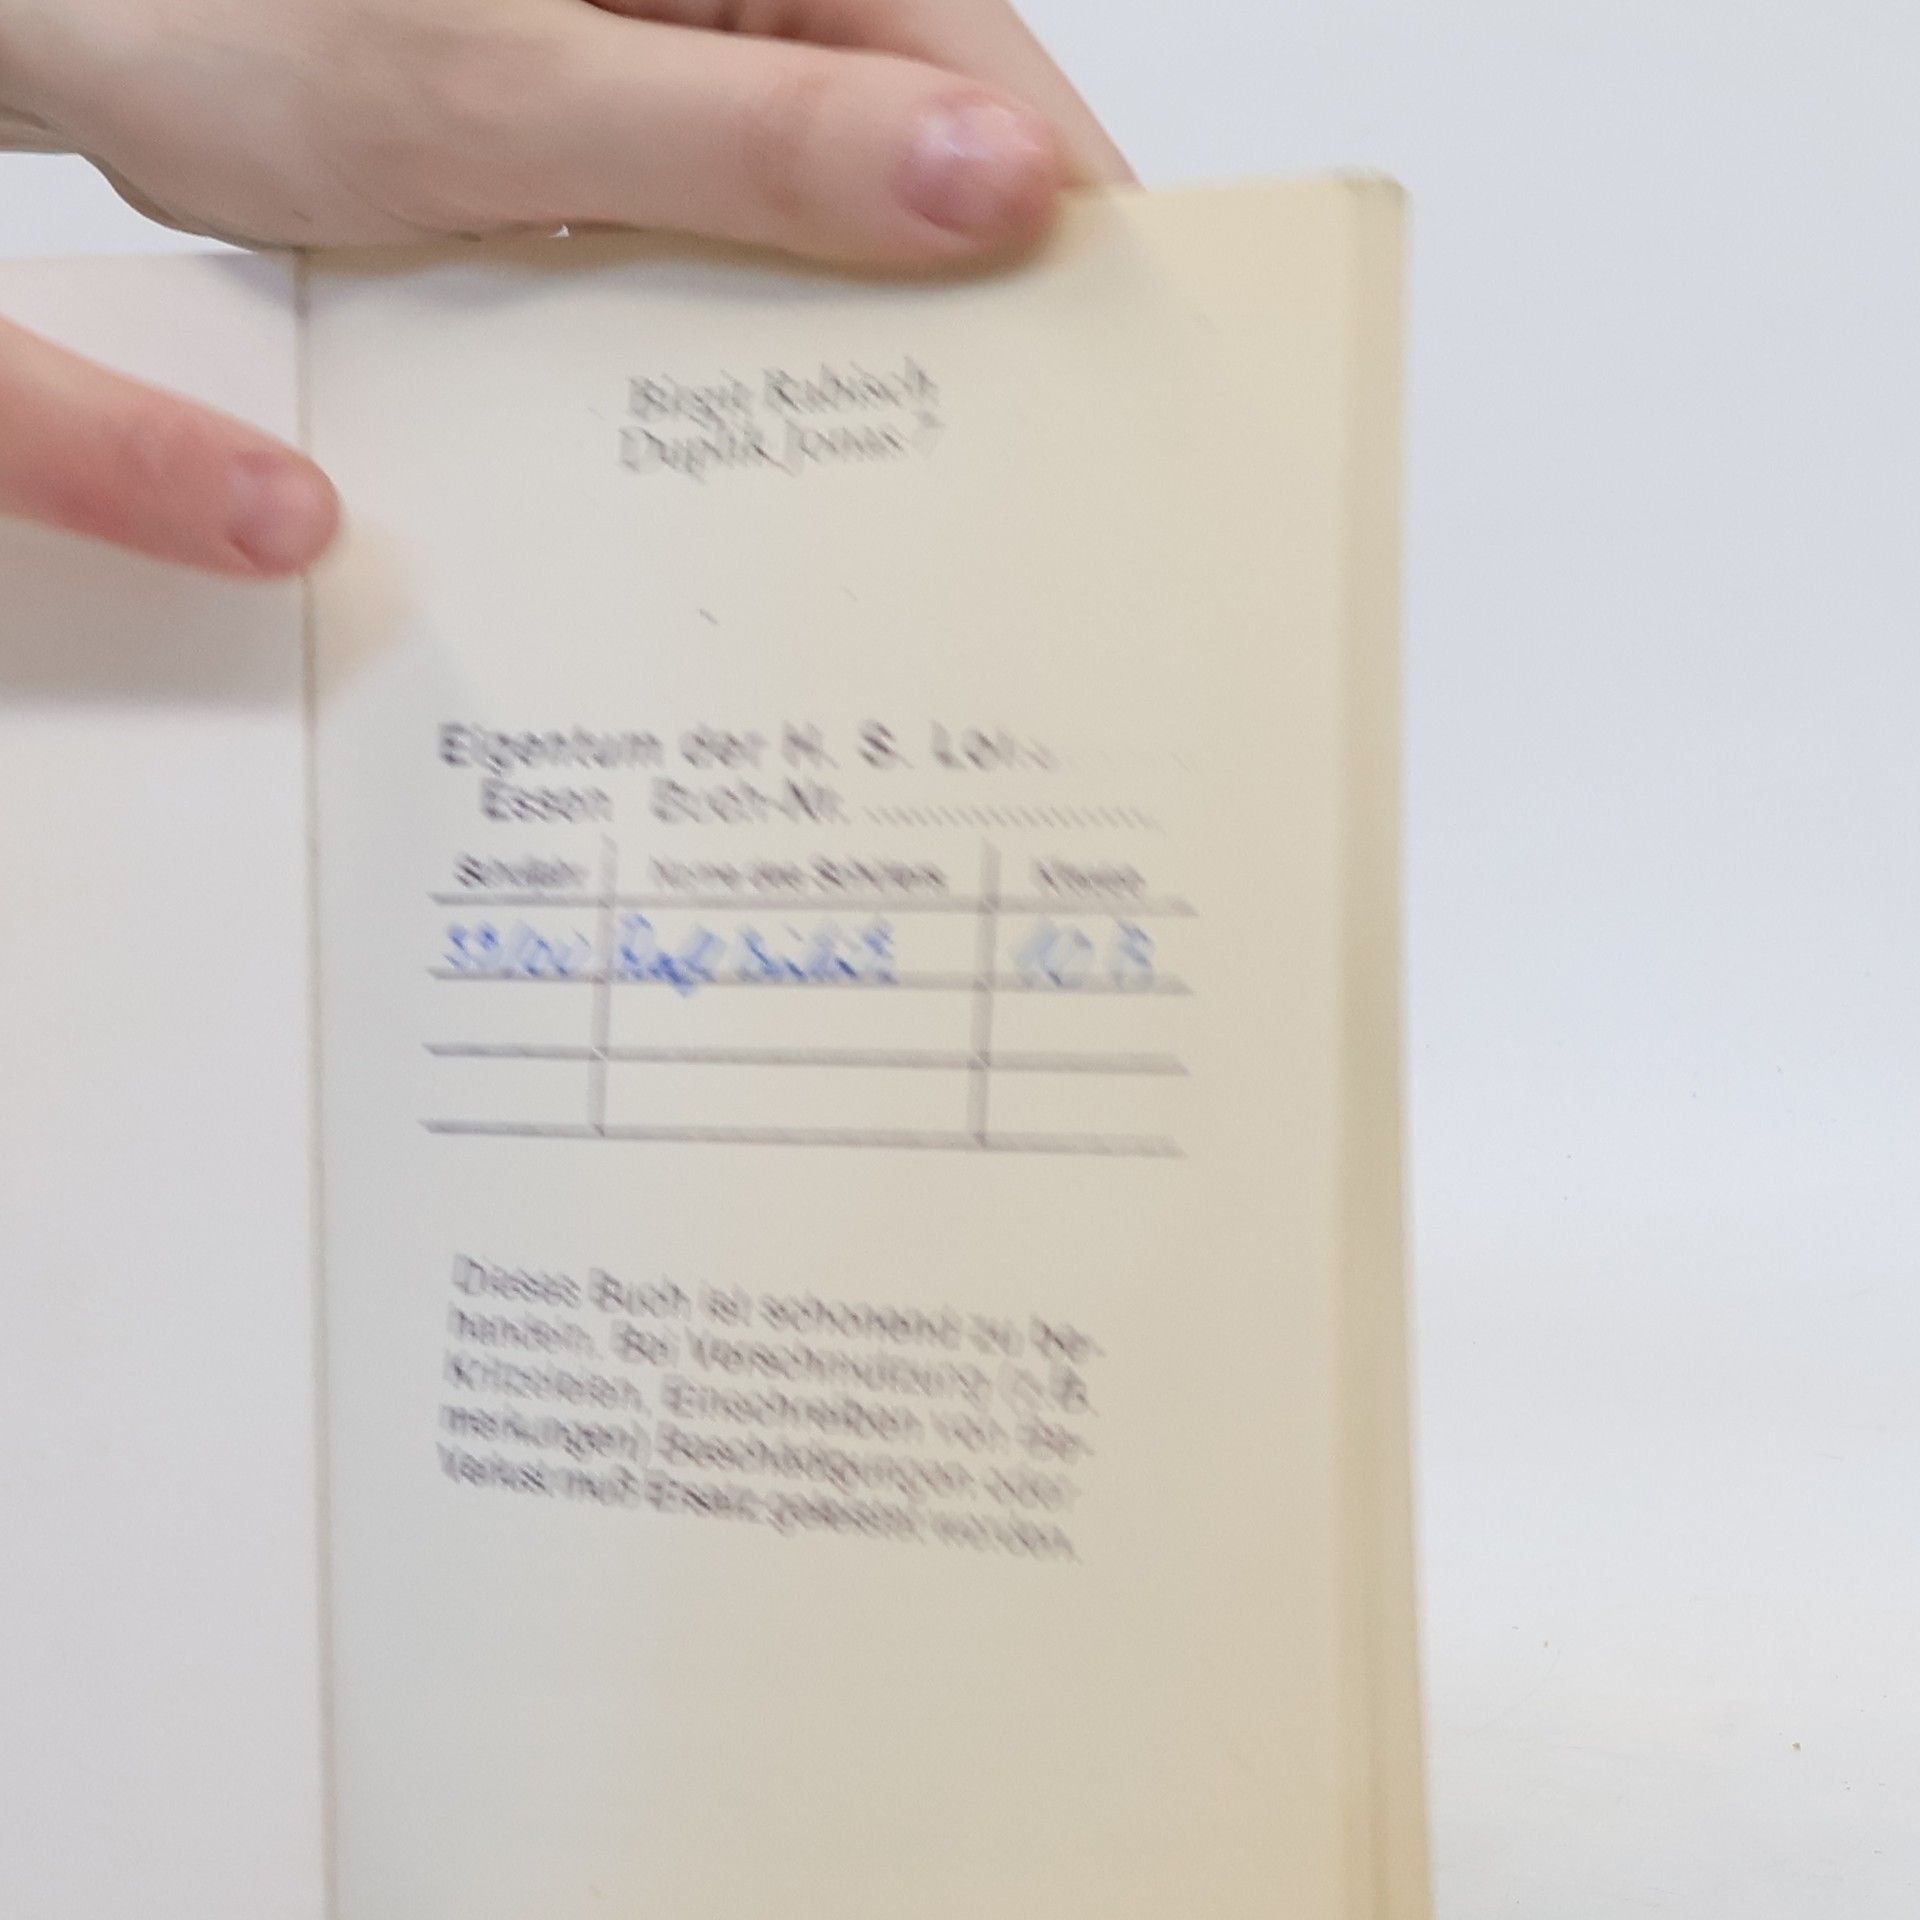 Birgit Rabisch
Duplik Jonas 7
Eigentum der H. S.
Essen Buch-Nr. ....................
Schuljahr Name des Schülers Klasse
10 B
Dieses Buch ist schonend zu be-
handeln. Bei Verschmutzung (z.B.
Kritzeleien, Einschreiben von Be-
merkungen) Beschädigungen oder
Verlust muß Ersatz geleistet werden.